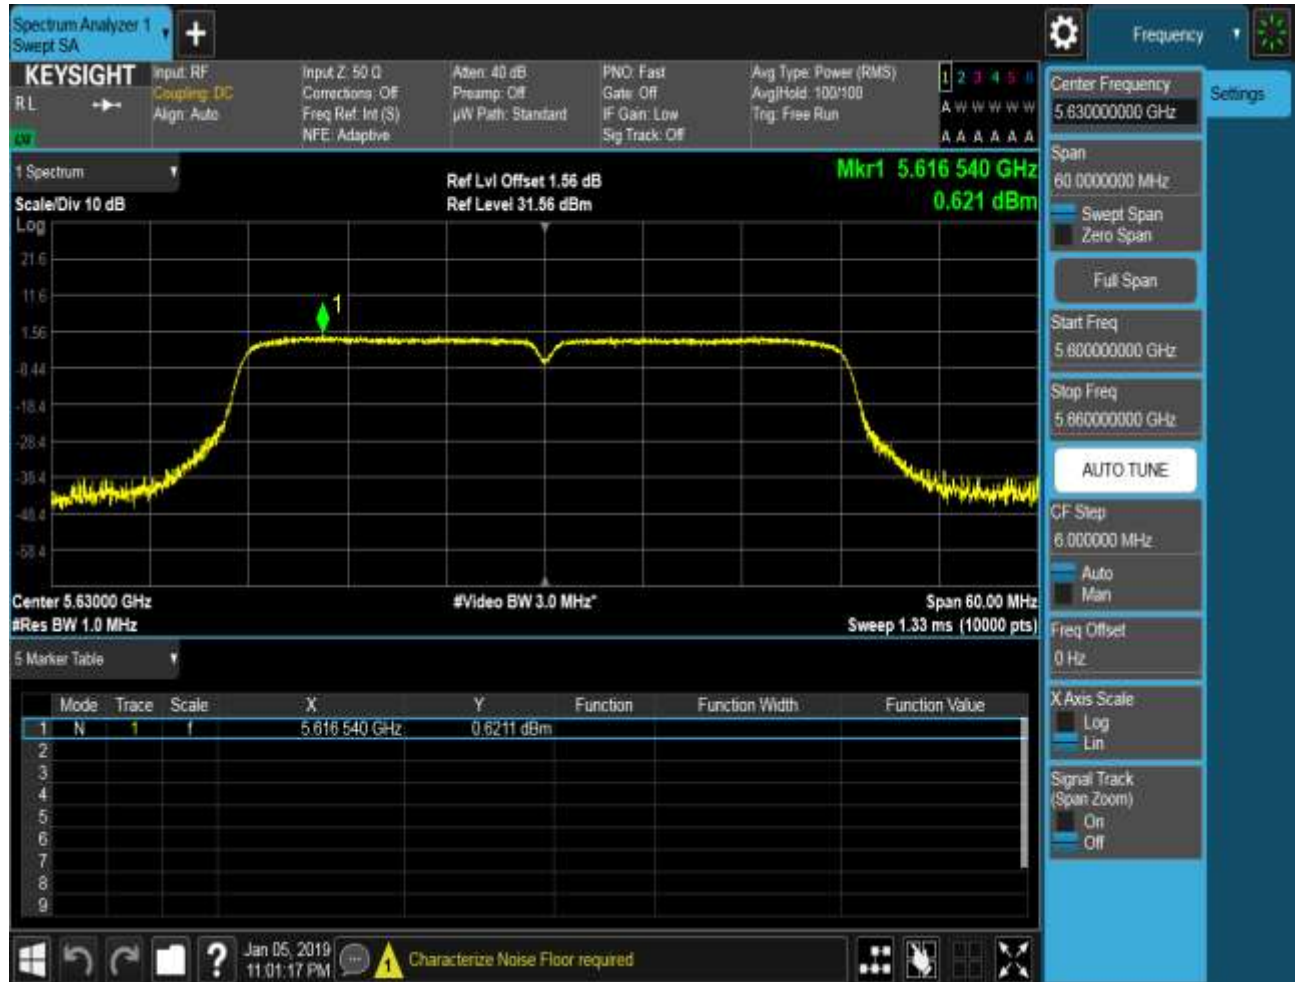 Spectrum Analyzer 1
Swept SA
+
Frequency
KEYSIGHT
Input: RF
Input Z: 50 Ω
Atten: 40 dB
PNO: Fast
Avg Type: Power (RMS)
1 2 3 4 5 6
RL
Coupling: DC
Corrections: Off
Preamp: Off
Gate: Off
Avg|Hold: 100/100
A W W W W W
Align: Auto
Freq Ref: Int (S)
µW Path: Standard
IF Gain: Low
Trig: Free Run
NFE: Adaptive
Sig Track: Off
A A A A A A
1 Spectrum
Ref Lvl Offset 1.56 dB
Mkr1 5.616 540 GHz
Scale/Div 10 dB
Ref Level 31.56 dBm
0.621 dBm
Log
21.6
11.6
1
1.56
-8.44
-18.4
-28.4
-38.4
-48.4
-58.4
Center 5.63000 GHz
#Video BW 3.0 MHz*
Span 60.00 MHz
#Res BW 1.0 MHz
Sweep 1.33 ms (10000 pts)
5 Marker Table
Mode Trace Scale X Y Function Function Width Function Value
1 N 1 f 5.616 540 GHz 0.6211 dBm
2
3
4
5
6
7
8
9
Jan 05, 2019
11:01:17 PM
Characterize Noise Floor required
Center Frequency
5.630000000 GHz
Settings
Span
60.0000000 MHz
Swept Span
Zero Span
Full Span
Start Freq
5.600000000 GHz
Stop Freq
5.660000000 GHz
AUTO TUNE
CF Step
6.000000 MHz
Auto
Man
Freq Offset
0 Hz
X Axis Scale
Log
Lin
Signal Track
(Span Zoom)
On
Off